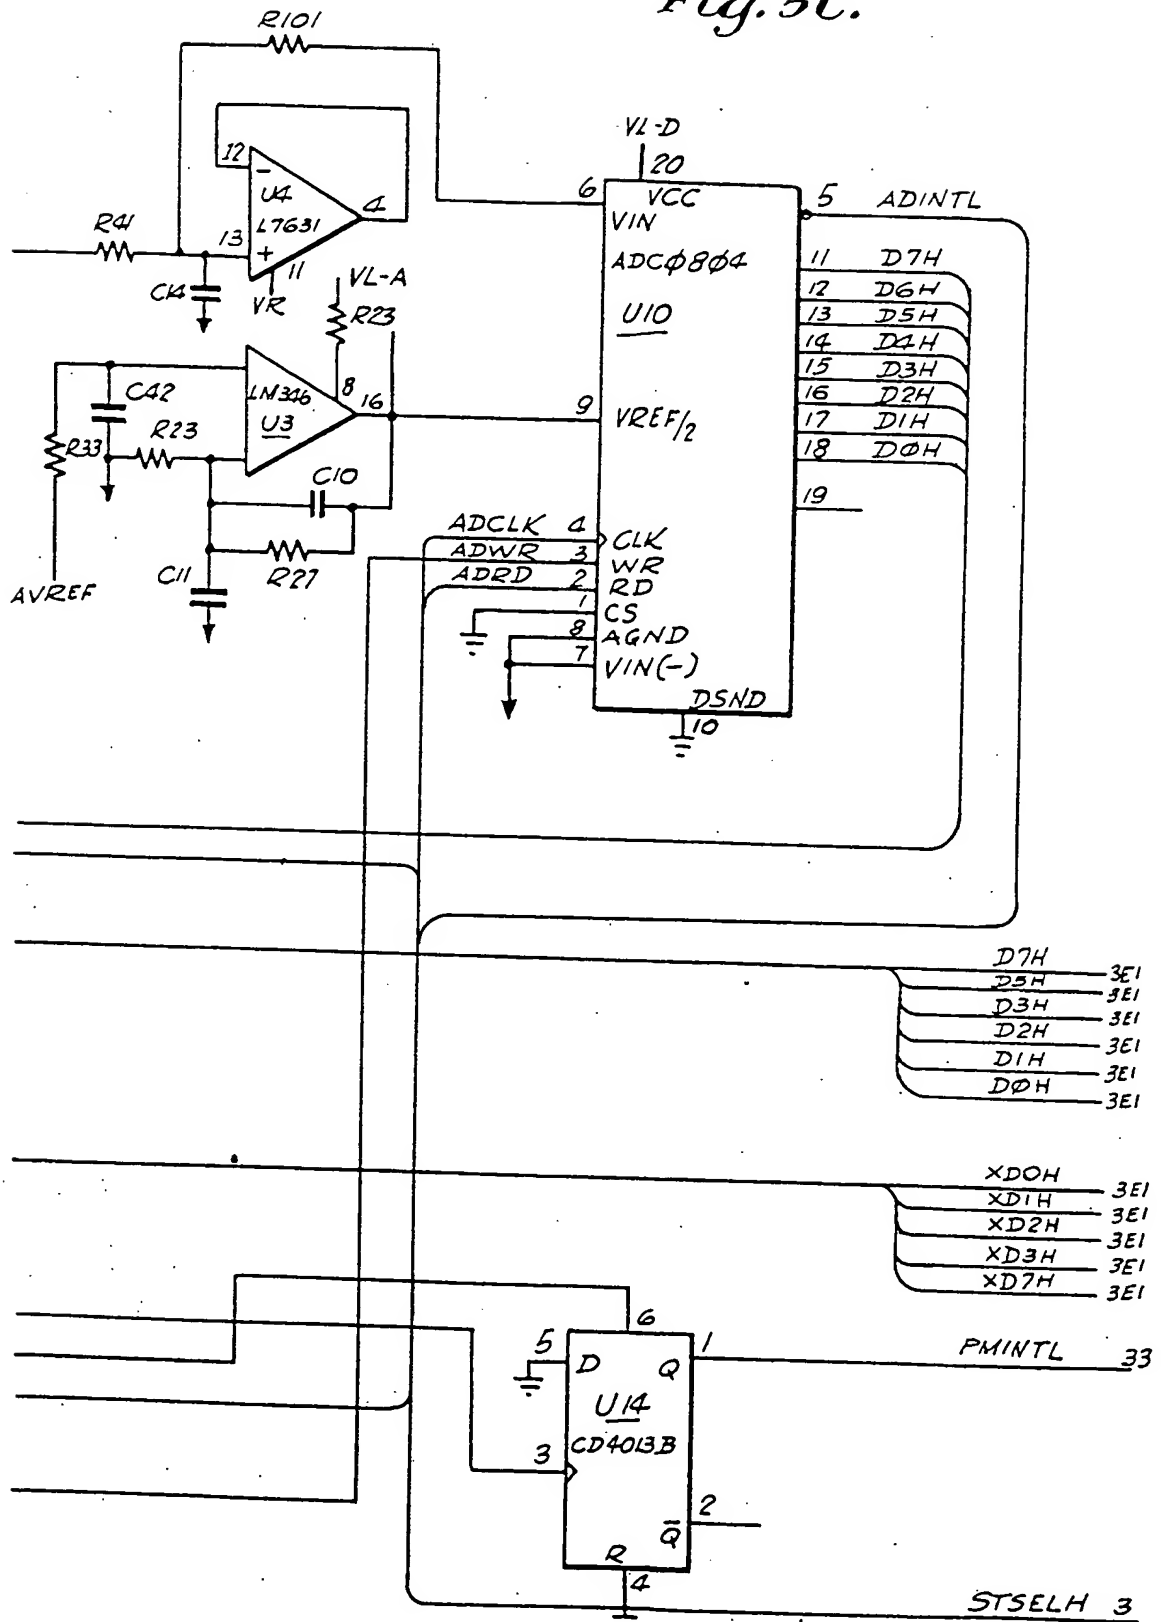 Fig. 5C.
R101
12
-
U4
L7631
4
R41
13
+
11
C14
VR
VL-A
R23
C42
LM346
8
16
U3
R33
R23
C10
R27
C11
AVREF
VL-D
20
6
VCC
VIN
5
ADINTL
ADCØ8Ø4
U10
11 D7H
12 D6H
13 D5H
14 D4H
15 D3H
16 D2H
17 D1H
18 DØH
19
9
VREF/2
ADCLK 4 CLK
ADWR 3 WR
ADRD 2 RD
1 CS
8 AGND
7 VIN(-)
DSND
10
D7H 3E1
D5H 3E1
D3H 3E1
D2H 3E1
D1H 3E1
DØH 3E1
XD0H 3E1
XD1H 3E1
XD2H 3E1
XD3H 3E1
XD7H 3E1
6
5 D Q 1
PMINTL 33
U14
CD4013B
3
2
Q̅
R
4
STSELH 3